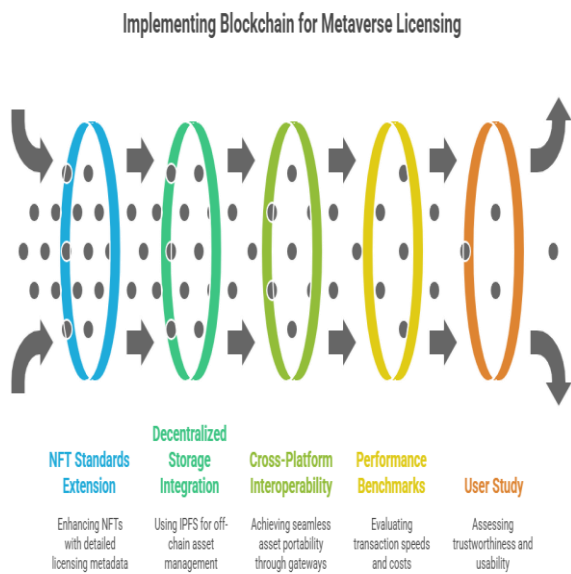 Implementing Blockchain for Metaverse Licensing
NFT Standards
Extension
Enhancing NFTs
with detailed
licensing metadata
Decentralized
Storage
Integration
Using IPFS for off-
chain asset
management
Cross-Platform
Interoperability
Achieving seamless
asset portability
through gateways
Performance
Benchmarks
Evaluating
transaction speeds
and costs
User Study
Assessing
trustworthiness and
usability